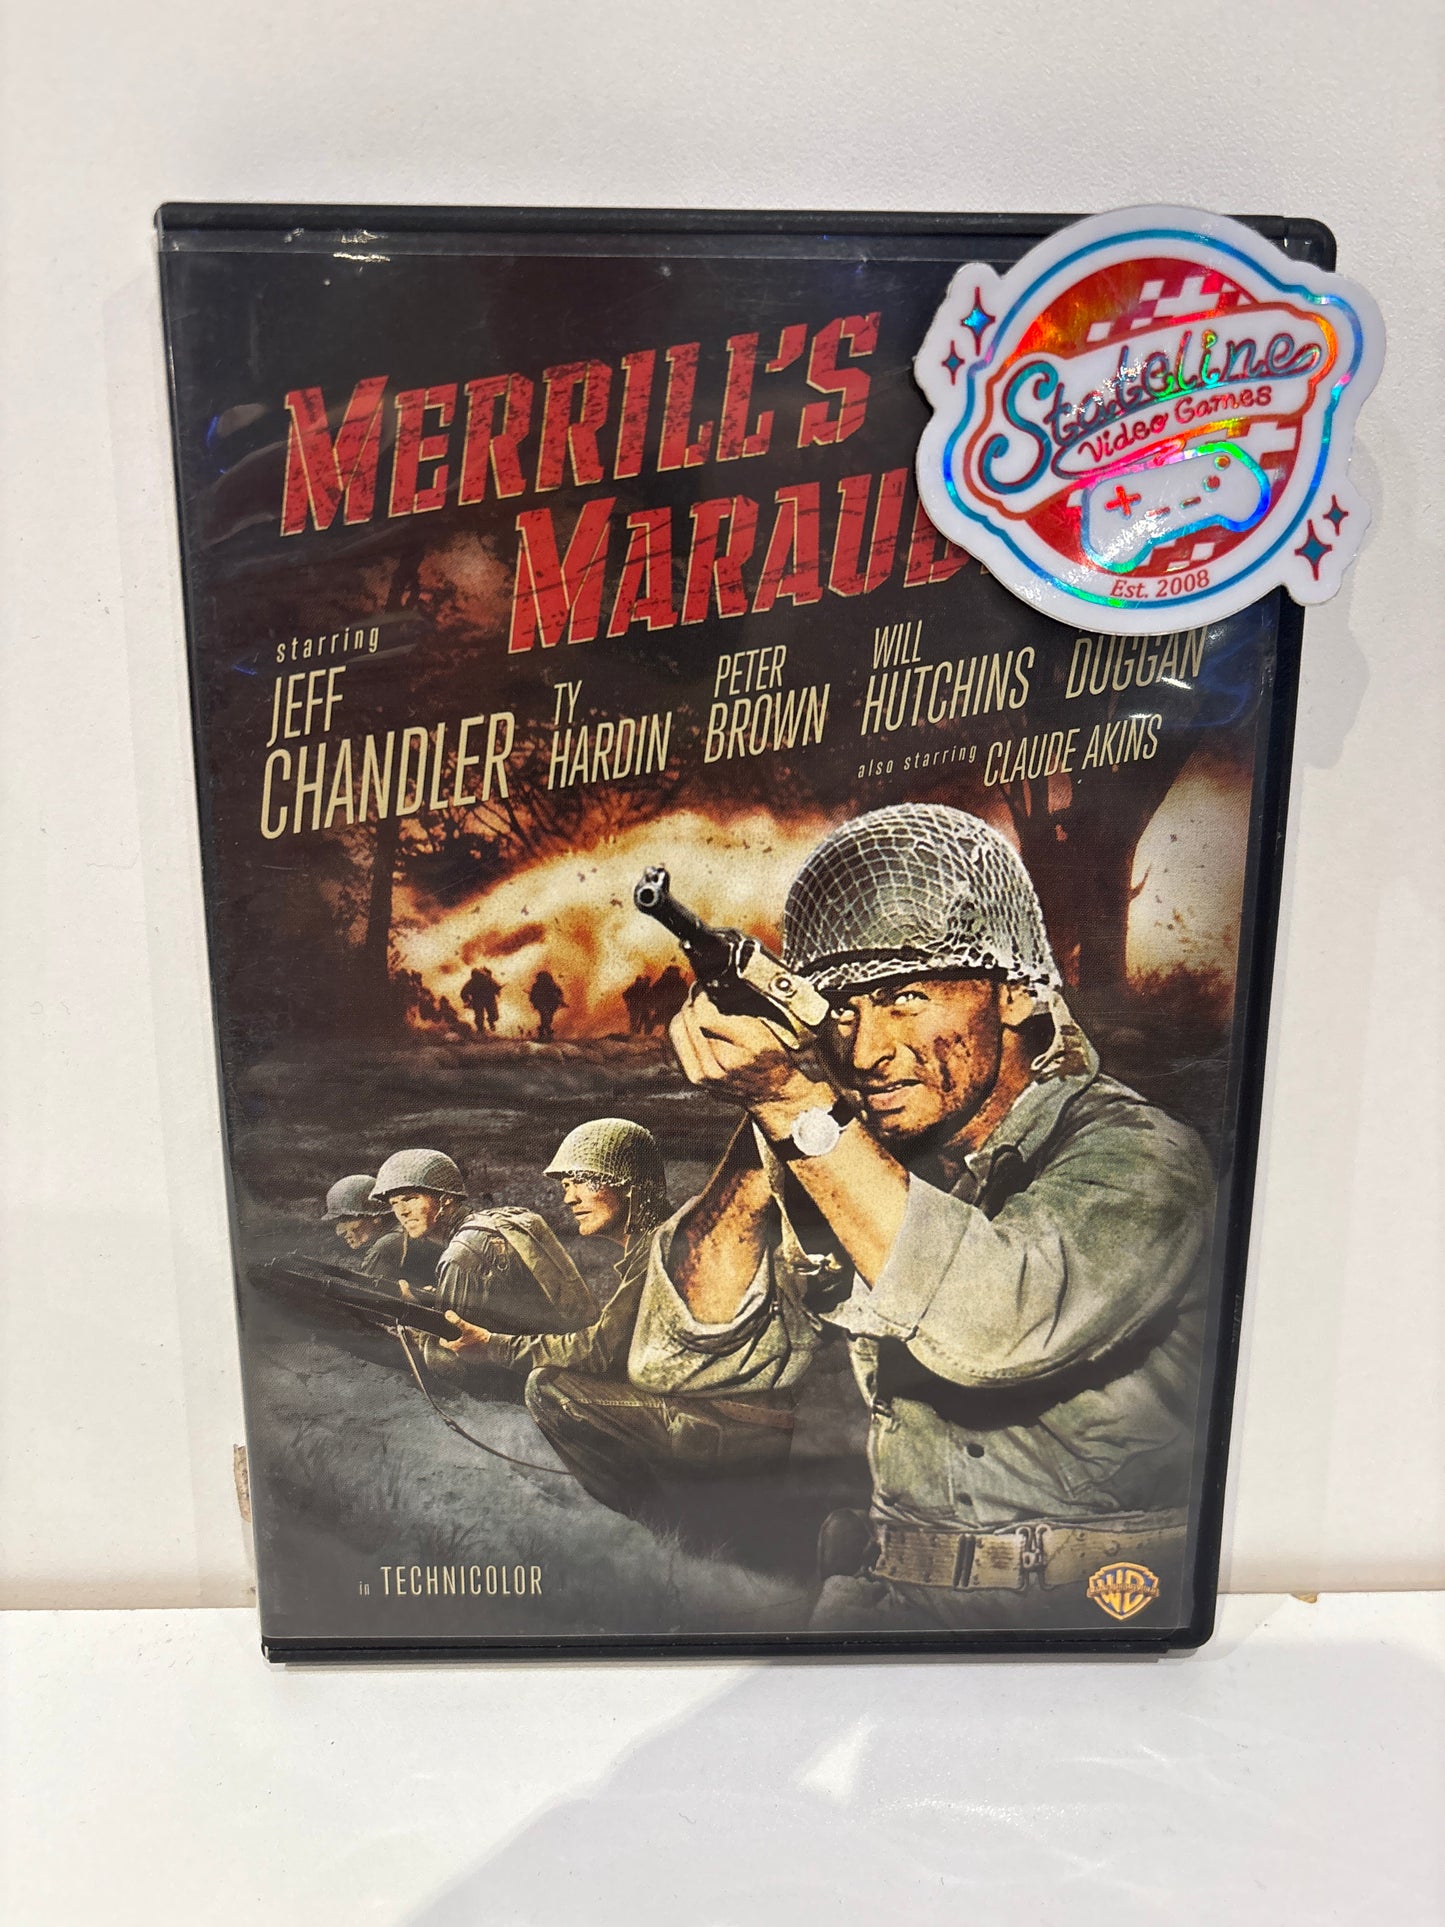 MERRILL'S
MARAUD
starring
JEFF
CHANDLER
TY
HARDIN
PETER
BROWN
WILL
HUTCHINS
DUGGAN
also starring CLAUDE AKINS
in TECHNICOLOR
WB
Stateline
Video Games
Est. 2008